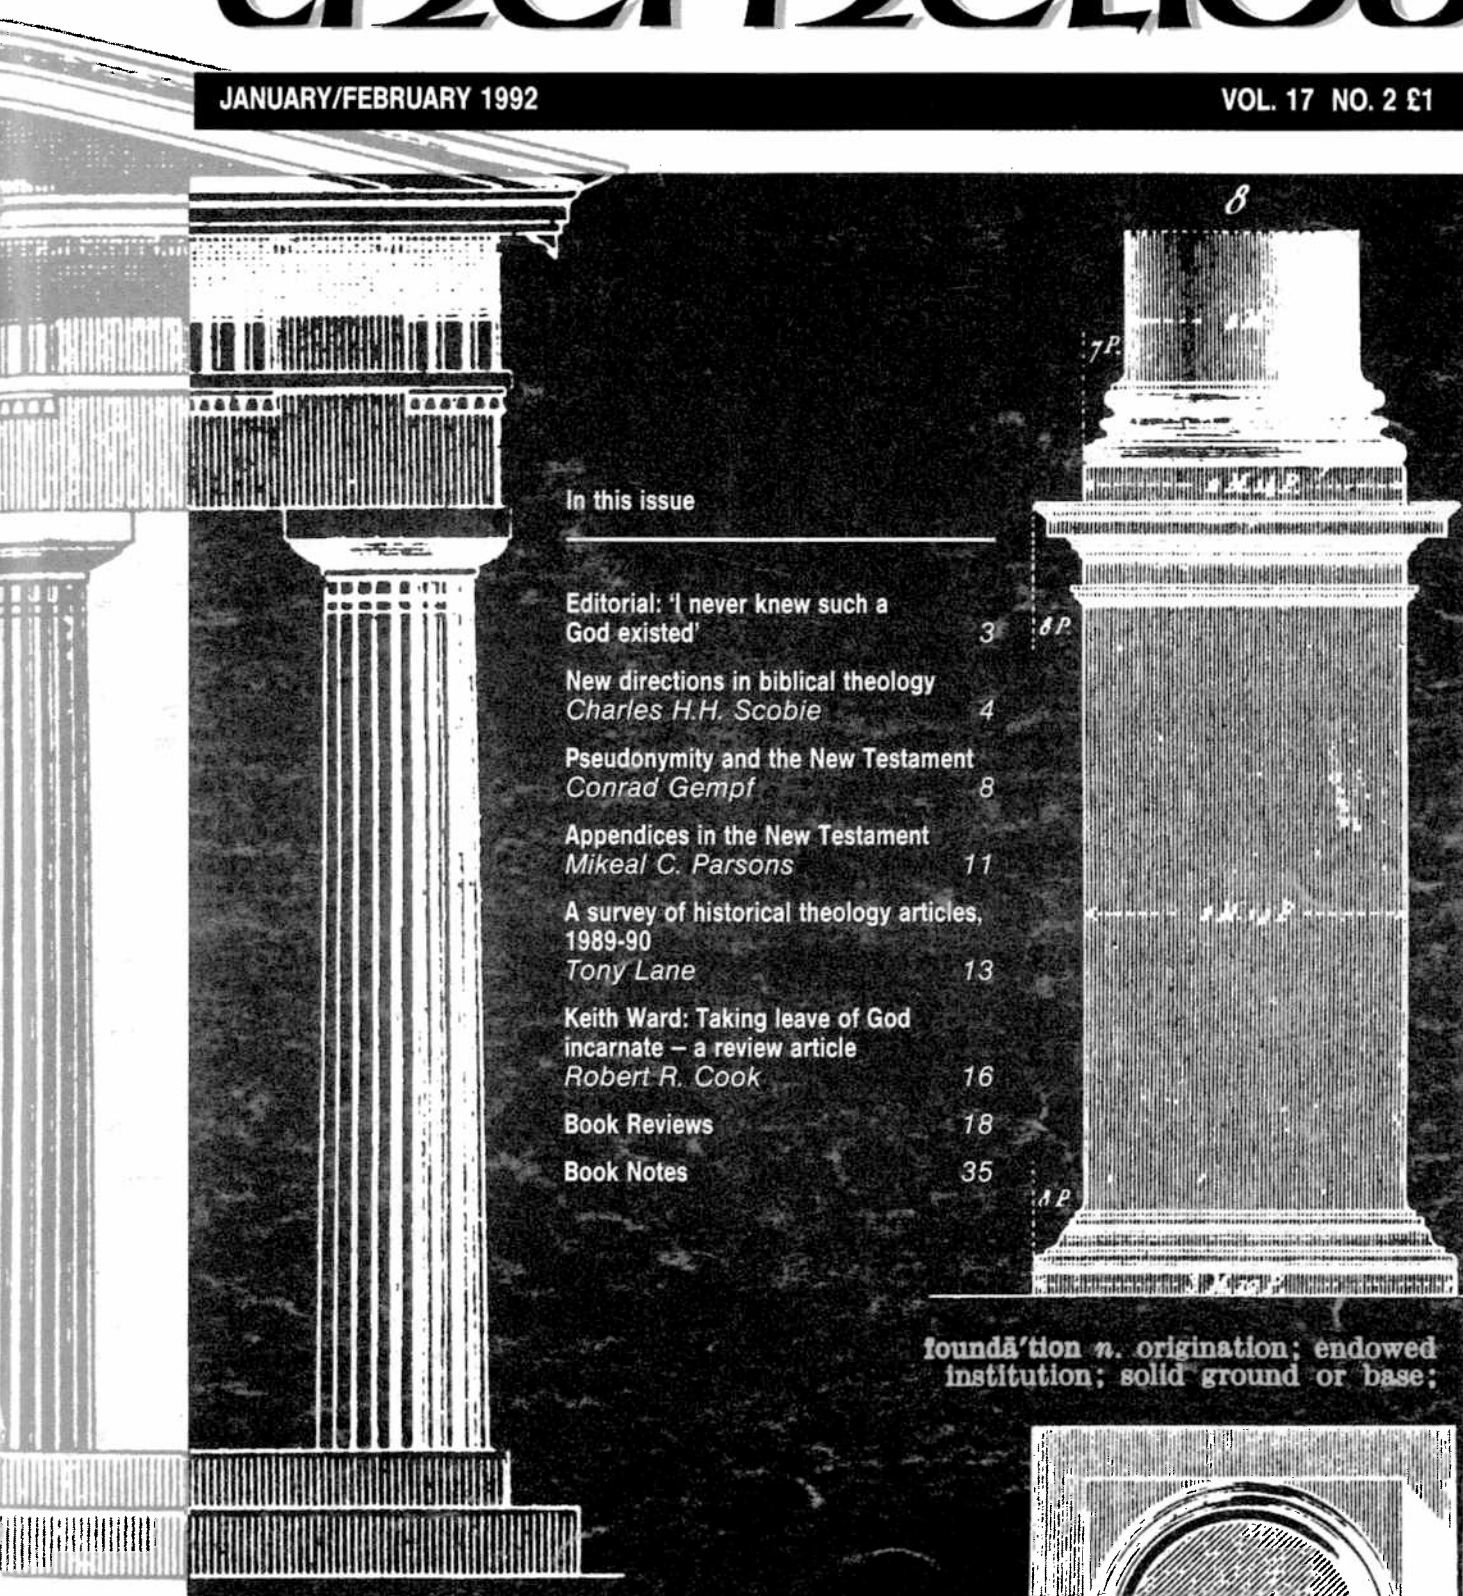 JANUARY/FEBRUARY 1992
VOL. 17 NO. 2 £1
8
7 P.
In this issue
Editorial: ‘I never knew such a
God existed’ 3
8 P.
New directions in biblical theology
Charles H.H. Scobie 4
Pseudonymity and the New Testament
Conrad Gempf 8
Appendices in the New Testament
Mikeal C. Parsons 11
A survey of historical theology articles,
1989-90
Tony Lane 13
Keith Ward: Taking leave of God
incarnate – a review article
Robert R. Cook 16
Book Reviews 18
Book Notes 35
foundā′tion n. origination; endowed
institution; solid ground or base;